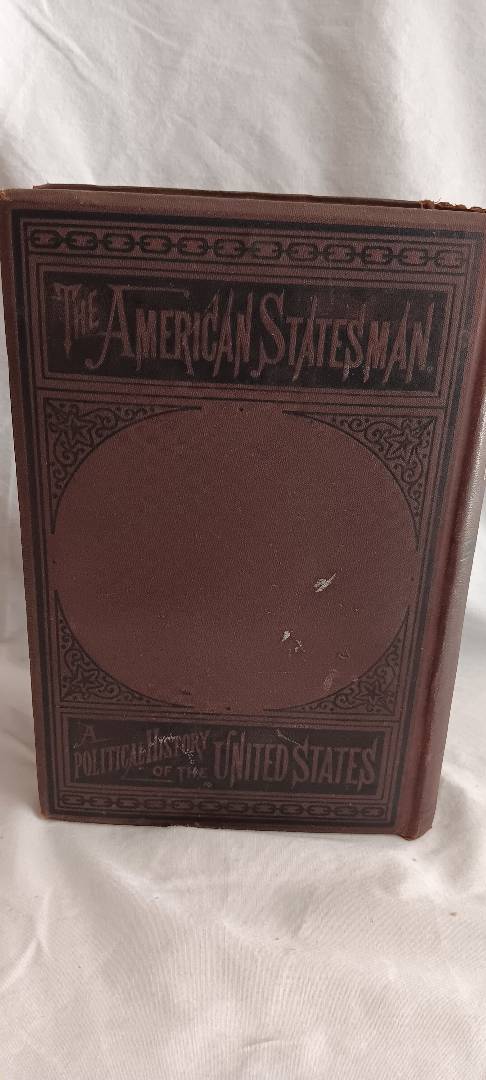 THE AMERICAN STATESMAN
A
POLITICAL HISTORY
OF THE UNITED STATES